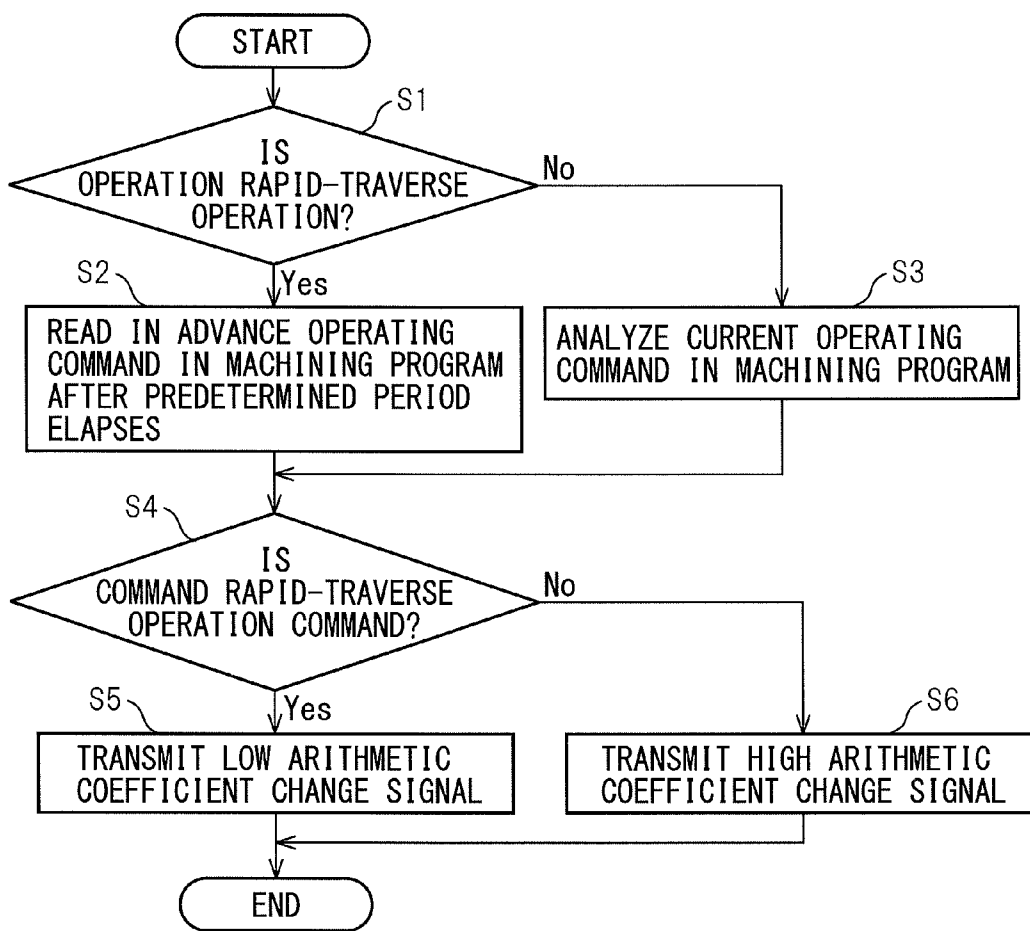 START
S1
IS
OPERATION RAPID-TRAVERSE
OPERATION?
No
Yes
S2
READ IN ADVANCE OPERATING
COMMAND IN MACHINING PROGRAM
AFTER PREDETERMINED PERIOD
ELAPSES
S3
ANALYZE CURRENT OPERATING
COMMAND IN MACHINING PROGRAM
S4
IS
COMMAND RAPID-TRAVERSE
OPERATION COMMAND?
No
Yes
S5
TRANSMIT LOW ARITHMETIC
COEFFICIENT CHANGE SIGNAL
S6
TRANSMIT HIGH ARITHMETIC
COEFFICIENT CHANGE SIGNAL
END